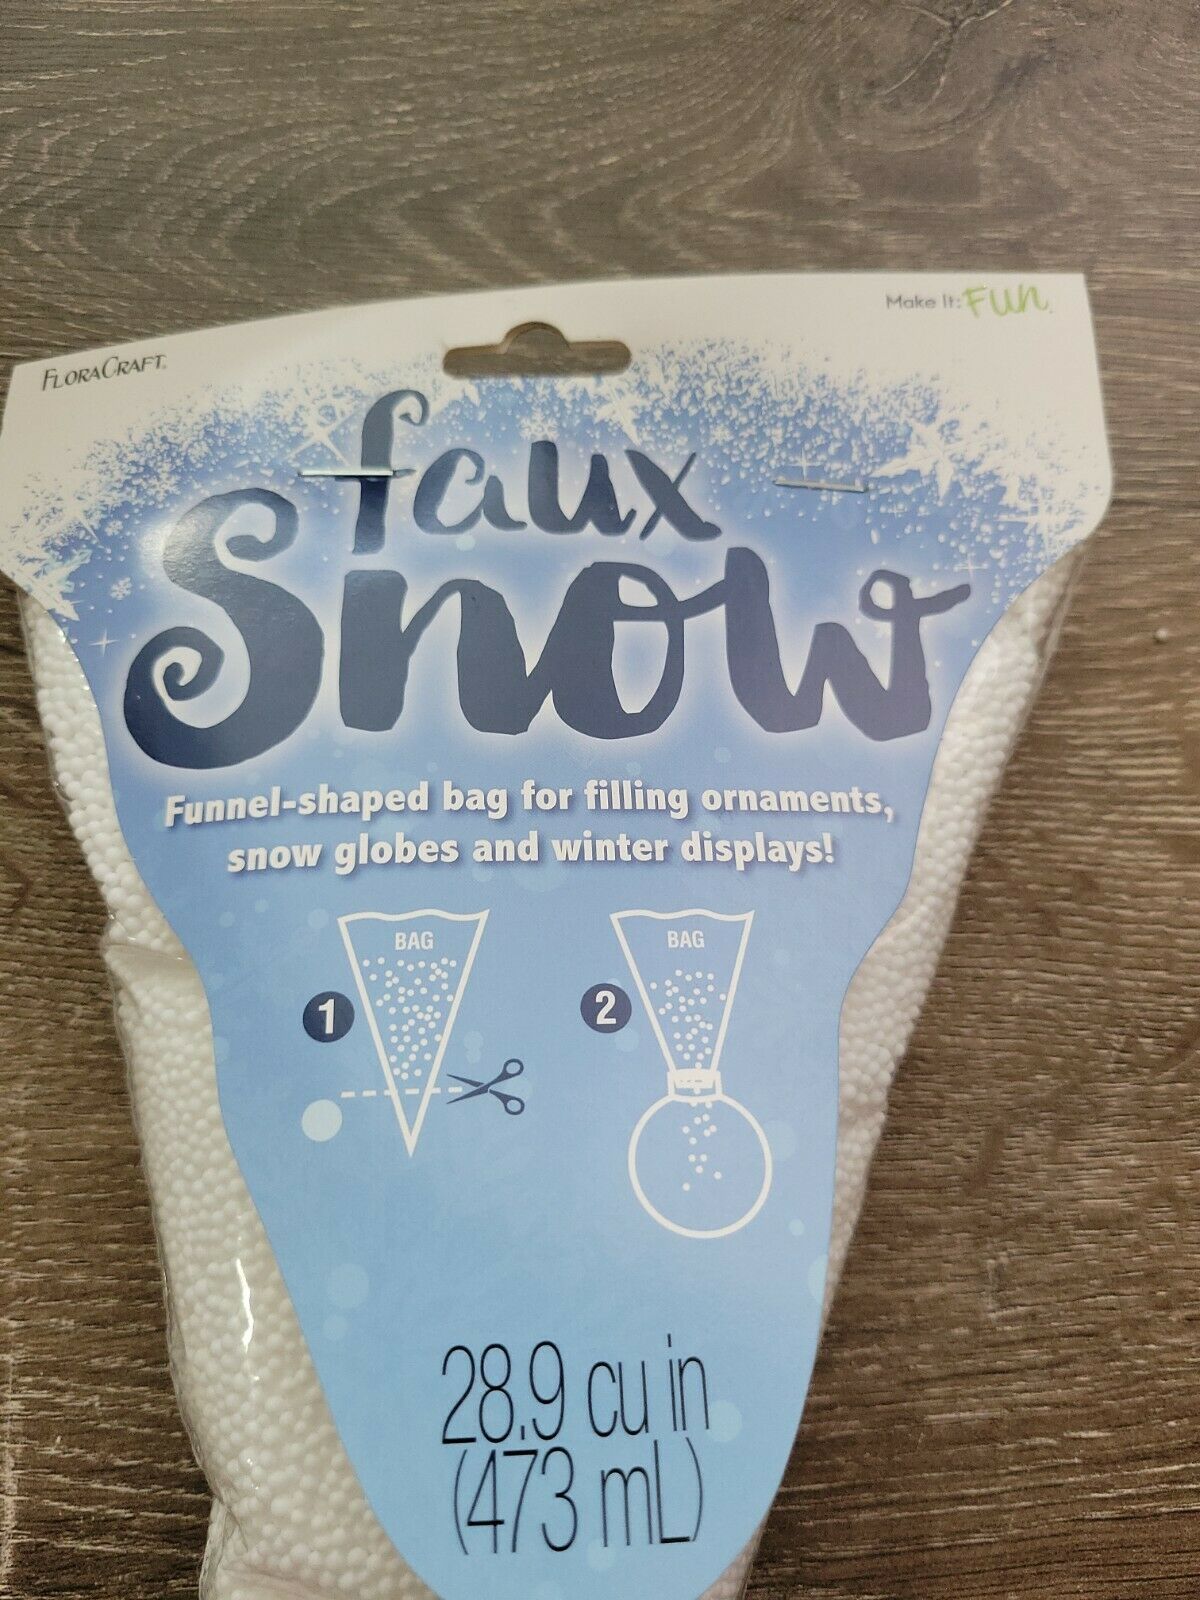 FLORACRAFT.
Make It: FUN.
faux
Snow
Funnel-shaped bag for filling ornaments,
snow globes and winter displays!
BAG
1
BAG
2
28.9 cu in
(473 mL)